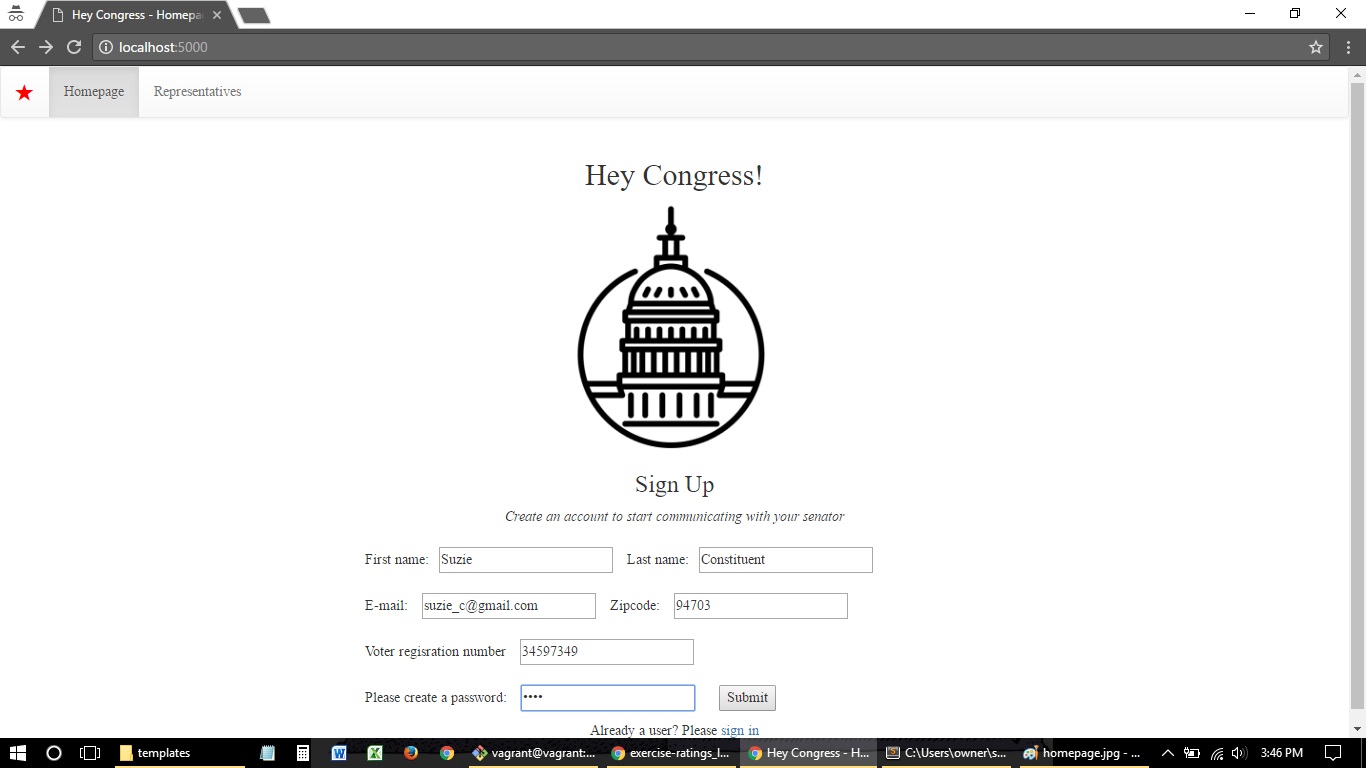 Hey Congress - Homepa
localhost:5000
Homepage Representatives
Hey Congress!
Sign Up
Create an account to start communicating with your senator
First name: Suzie Last name: Constituent
E-mail: suzie_c@gmail.com Zipcode: 94703
Voter regisration number 34597349
Please create a password: •••• Submit
Already a user? Please sign in
templates vagrant@vagrant:... exercise-ratings_l... Hey Congress - H... C:\Users\owner\s... homepage.jpg - ... 3:46 PM